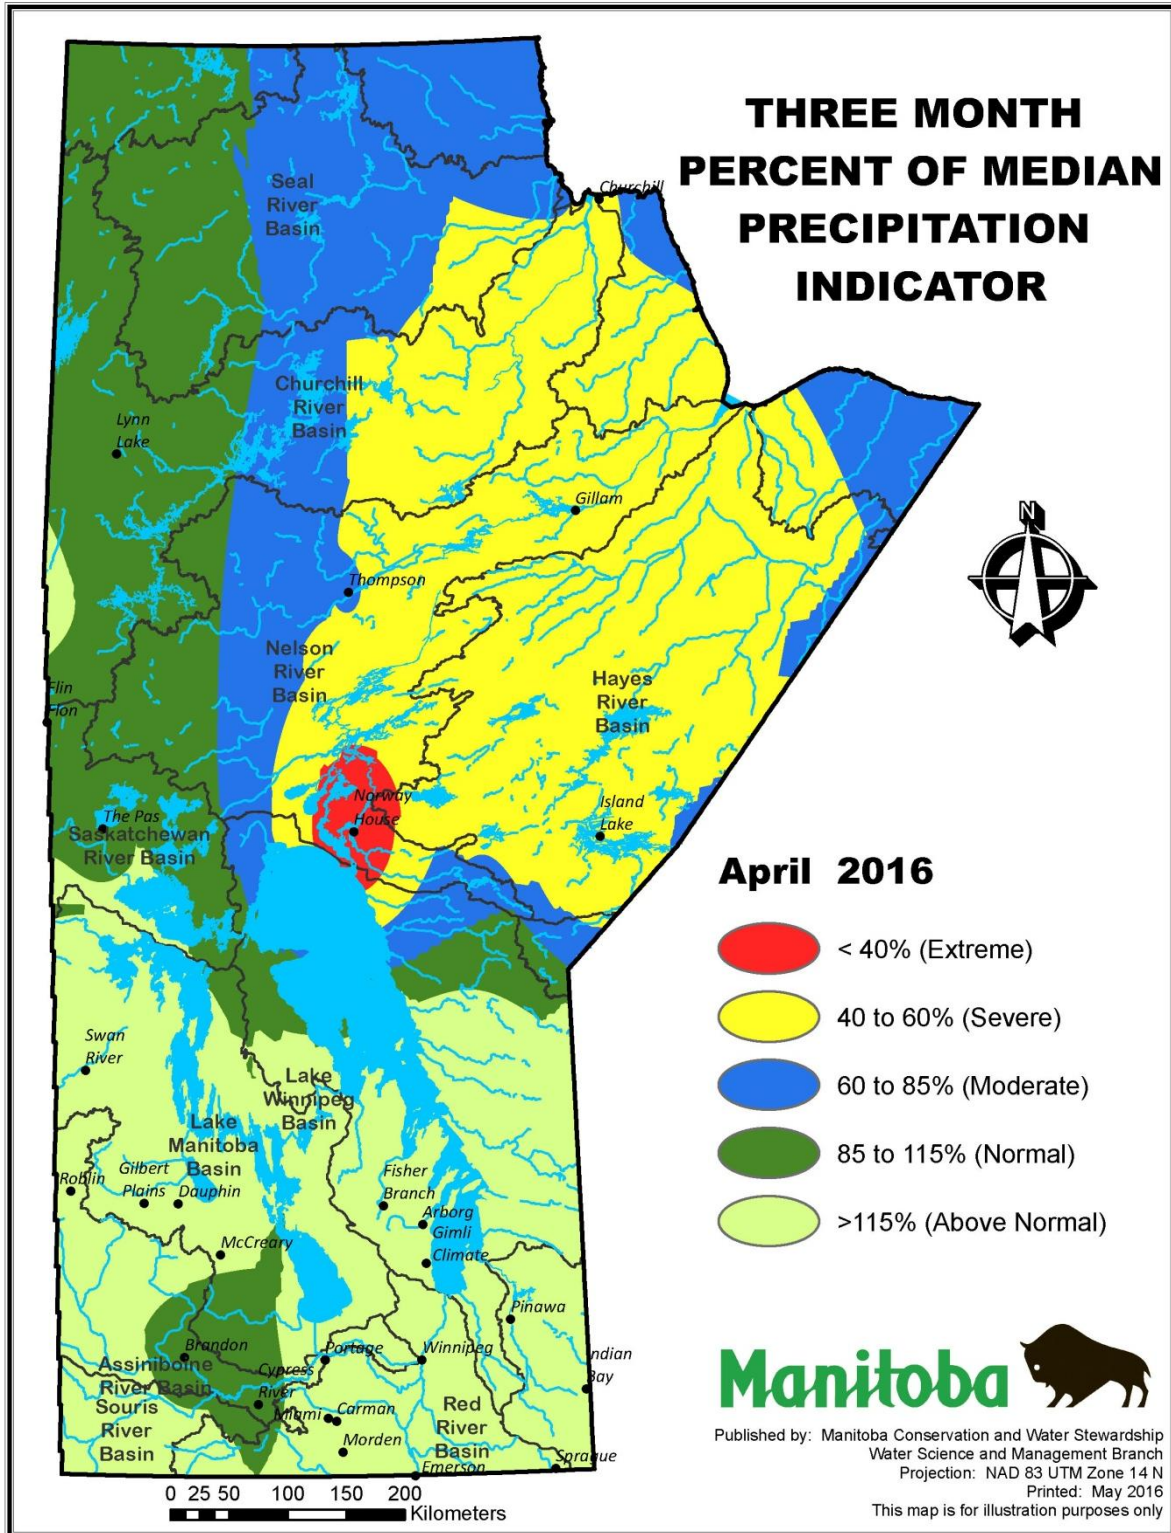 THREE MONTH
PERCENT OF MEDIAN
PRECIPITATION
INDICATOR
Churchill
Seal
River
Basin
Churchill
River
Basin
Lynn
Lake
Gillam
Thompson
N
Nelson
River
Basin
Hayes
River
Basin
Flin
Flon
Norway
House
Island
Lake
The Pas
Saskatchewan
River Basin
April 2016
< 40% (Extreme)
40 to 60% (Severe)
60 to 85% (Moderate)
85 to 115% (Normal)
>115% (Above Normal)
Swan
River
Lake
Winnipeg
Basin
Lake
Manitoba
Basin
Roblin
Gilbert
Plains
Dauphin
Fisher
Branch
Arborg
Gimli
Climate
McCreary
Pinawa
Brandon
Assiniboine
River Basin
Souris
River
Basin
Cypress
River
Portage
Winnipeg
Indian
Bay
Miami
Carman
Morden
Red
River
Basin
Emerson
Sprague
0 25 50 100 150 200
Kilometers
Manitoba
Published by: Manitoba Conservation and Water Stewardship
Water Science and Management Branch
Projection: NAD 83 UTM Zone 14 N
Printed: May 2016
This map is for illustration purposes only